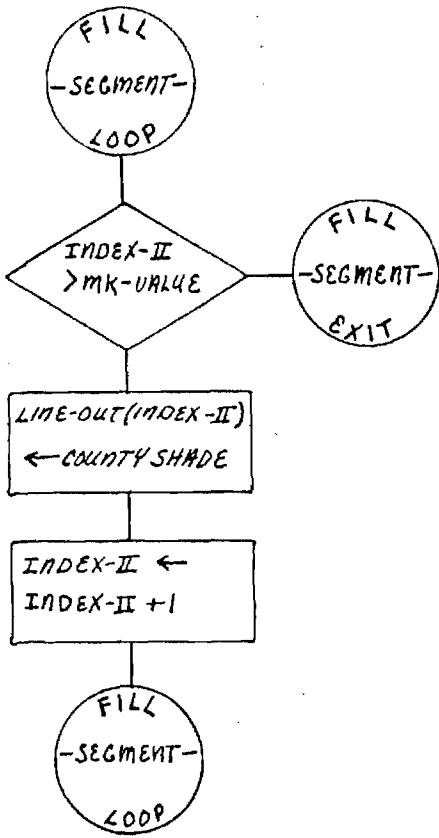 FILL
-SEGMENT-
LOOP
INDEX-II
>MK-VALUE
FILL
-SEGMENT-
EXIT
LINE-OUT(INDEX-II)
←COUNTY SHADE
INDEX-II ←
INDEX-II +1
FILL
-SEGMENT-
LOOP